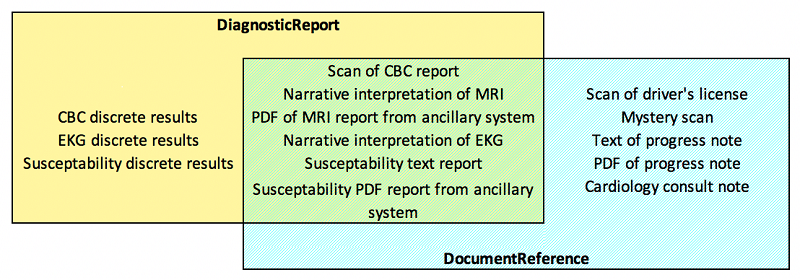 DiagnosticReport
CBC discrete results
EKG discrete results
Susceptability discrete results
Scan of CBC report
Narrative interpretation of MRI
PDF of MRI report from ancillary system
Narrative interpretation of EKG
Susceptability text report
Susceptability PDF report from ancillary
system
Scan of driver's license
Mystery scan
Text of progress note
PDF of progress note
Cardiology consult note
DocumentReference